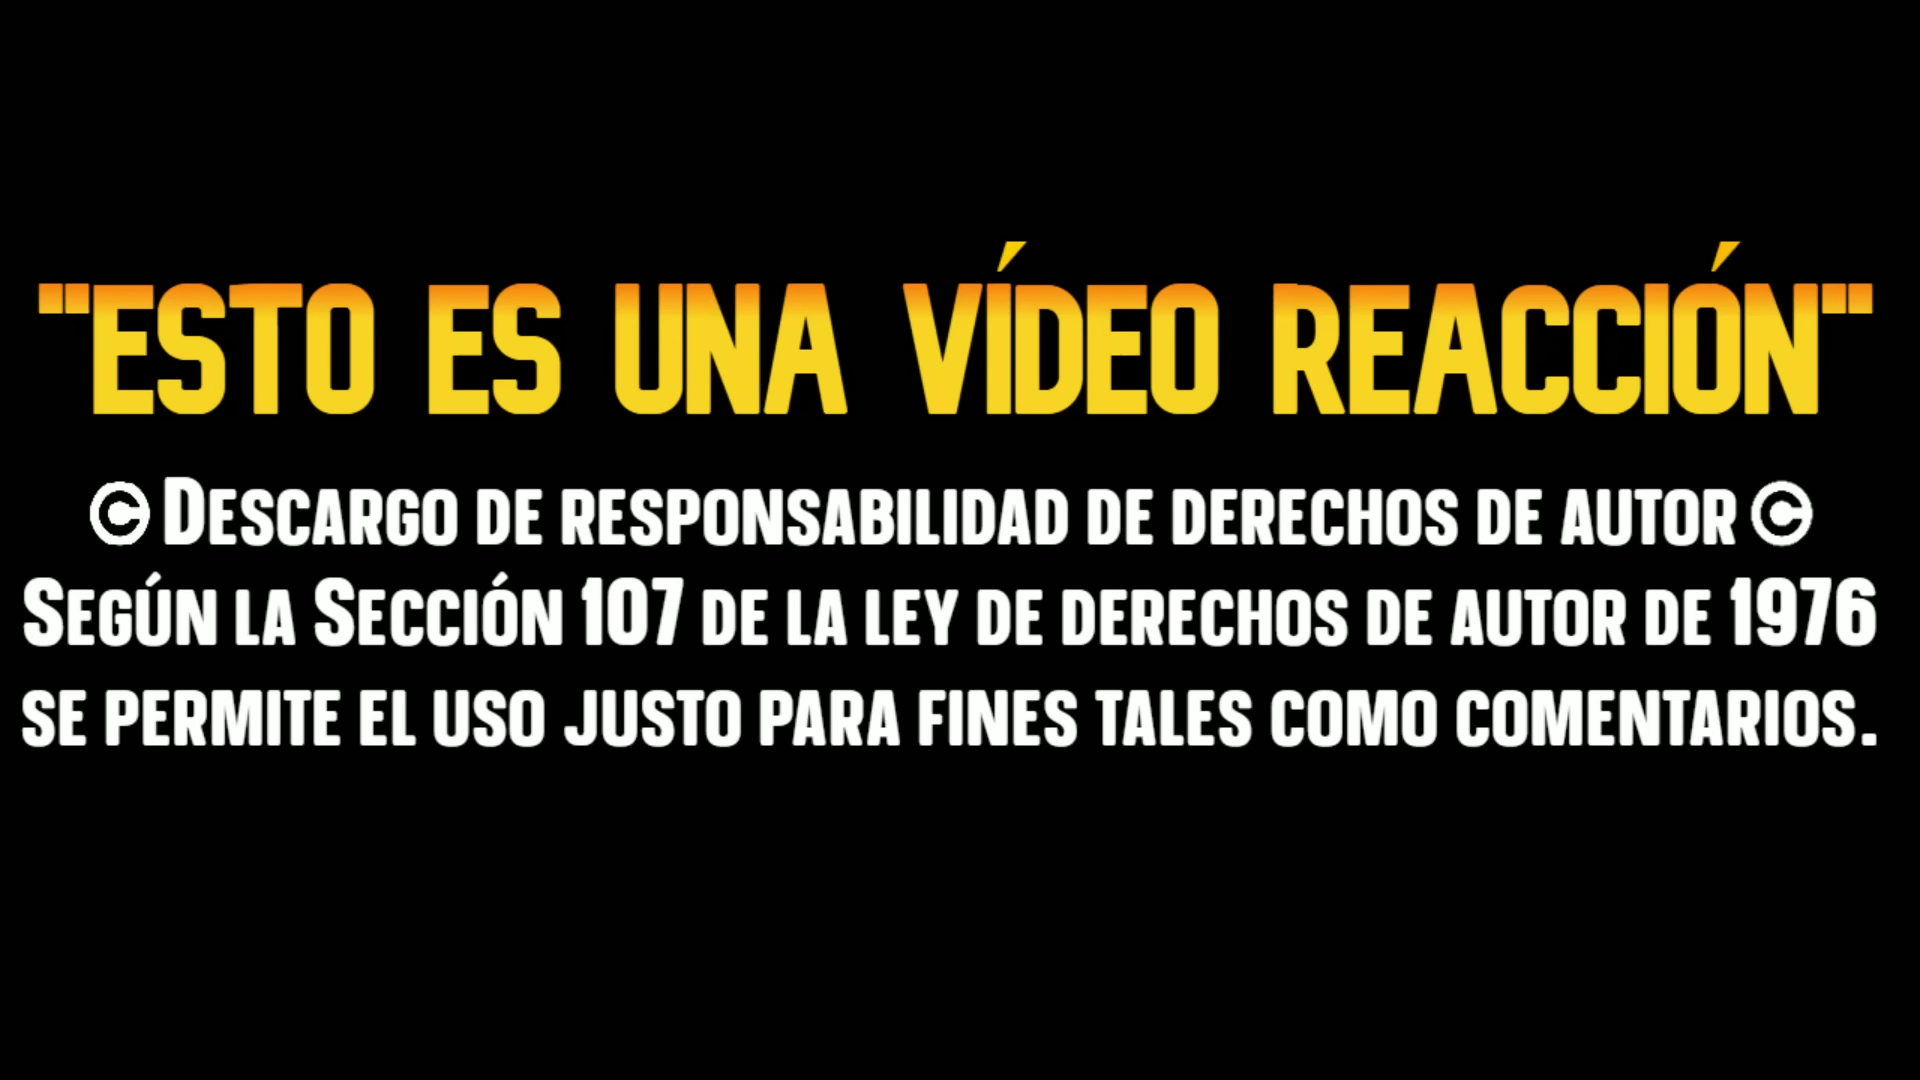 "ESTO ES UNA VÍDEO REACCIÓN"
© Descargo de responsabilidad de derechos de autor ©
Según la Sección 107 de la ley de derechos de autor de 1976
se permite el uso justo para fines tales como comentarios.